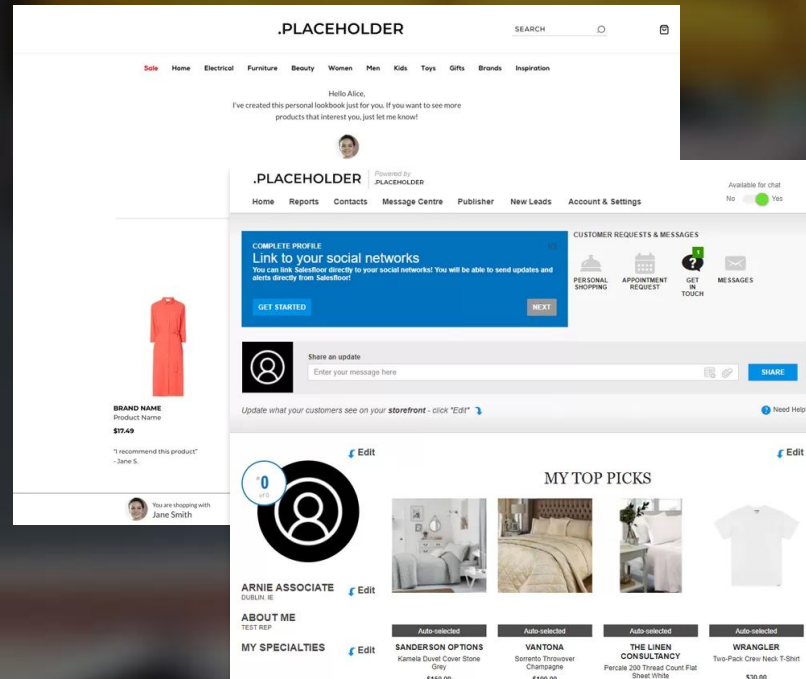 .PLACEHOLDER
SEARCH
Sale Home Electrical Furniture Beauty Women Men Kids Toys Gifts Brands Inspiration
Hello Alice,
I've created this personal lookbook just for you. If you want to see more
products that interest you, just let me know!
BRAND NAME
Product Name
$17.49
"I recommend this product"
- Jane S.
You are shopping with
Jane Smith
.PLACEHOLDER
Powered by
.PLACEHOLDER
Available for chat
No Yes
Home Reports Contacts Message Centre Publisher New Leads Account & Settings
COMPLETE PROFILE
Link to your social networks
You can link Salesfloor directly to your social networks! You will be able to send updates and
alerts directly from Salesfloor!
GET STARTED
NEXT
CUSTOMER REQUESTS & MESSAGES
1
PERSONAL
SHOPPING
APPOINTMENT
REQUEST
GET
IN
TOUCH
MESSAGES
Share an update
Enter your message here
SHARE
Update what your customers see on your storefront - click "Edit"
Need Help
Edit
Edit
0
MY TOP PICKS
ARNIE ASSOCIATE
DUBLIN, IE
Edit
ABOUT ME
TEST REP
MY SPECIALTIES
Edit
Auto-selected
SANDERSON OPTIONS
Kamela Duvet Cover Stone
Grey
$160.00
Auto-selected
VANTONA
Sorrento Throwover
Champagne
Auto-selected
THE LINEN
CONSULTANCY
Percale 200 Thread Count Flat
Sheet White
Auto-selected
WRANGLER
Two-Pack Crew Neck T-Shirt
$30.00